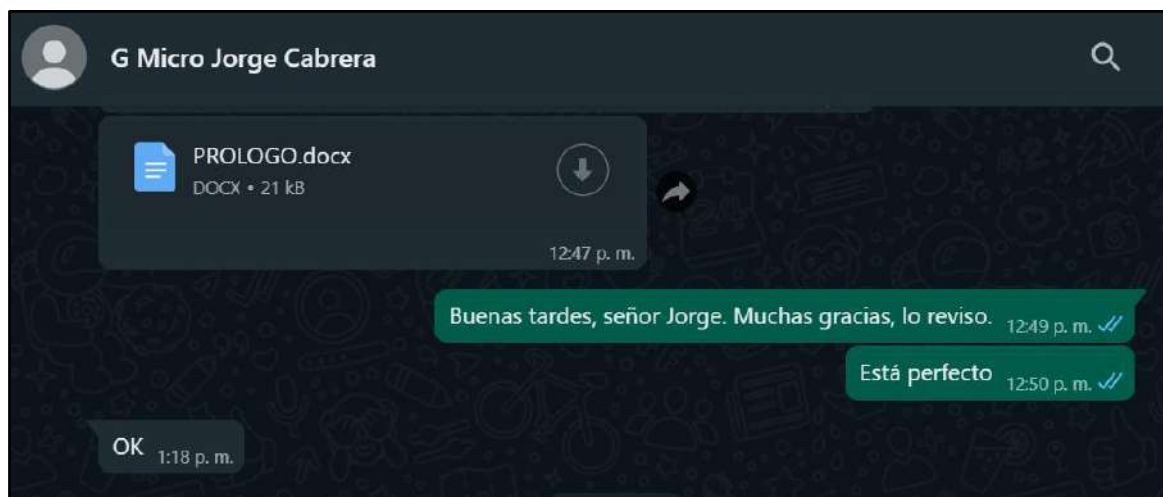 G Micro Jorge Cabrera
PROLOGO.docx
DOCX • 21 kB
12:47 p. m.
Buenas tardes, señor Jorge. Muchas gracias, lo reviso. 12:49 p. m.
Está perfecto 12:50 p. m.
OK 1:18 p. m.